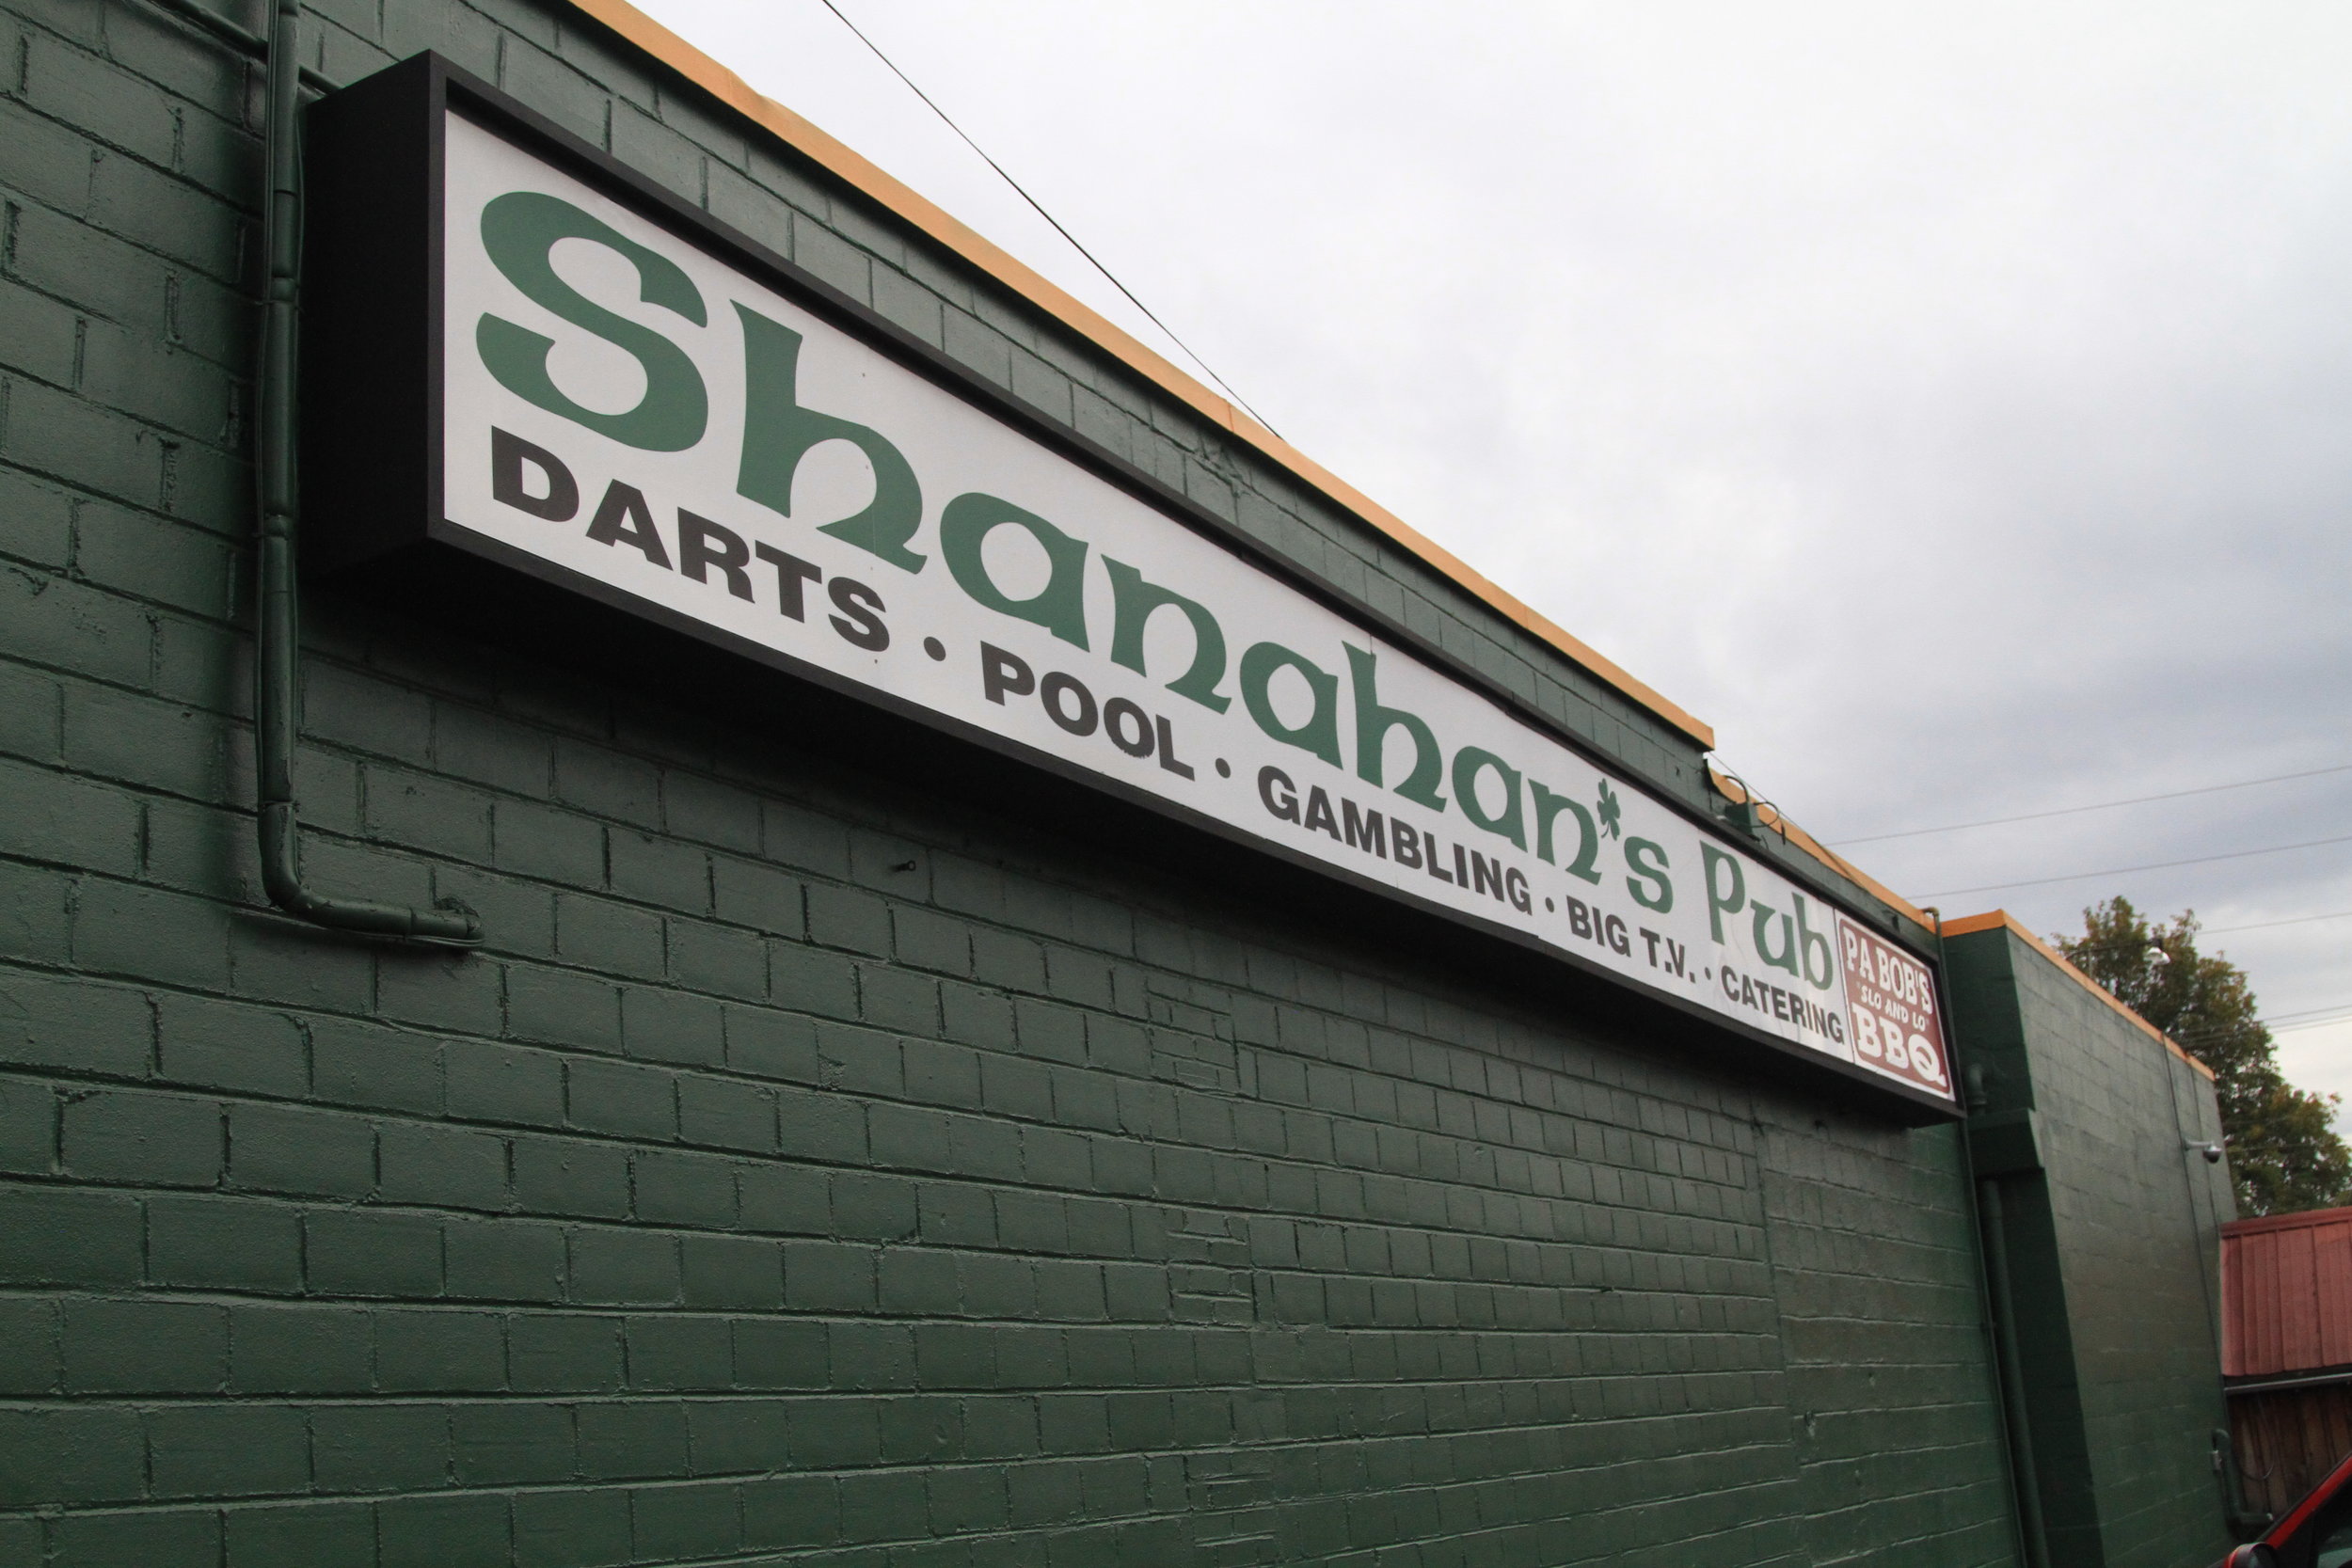 Shanahan's Pub
DARTS · POOL · GAMBLING · BIG T.V. · CATERING
PA BOB'S
"SLO AND LO"
BBQ